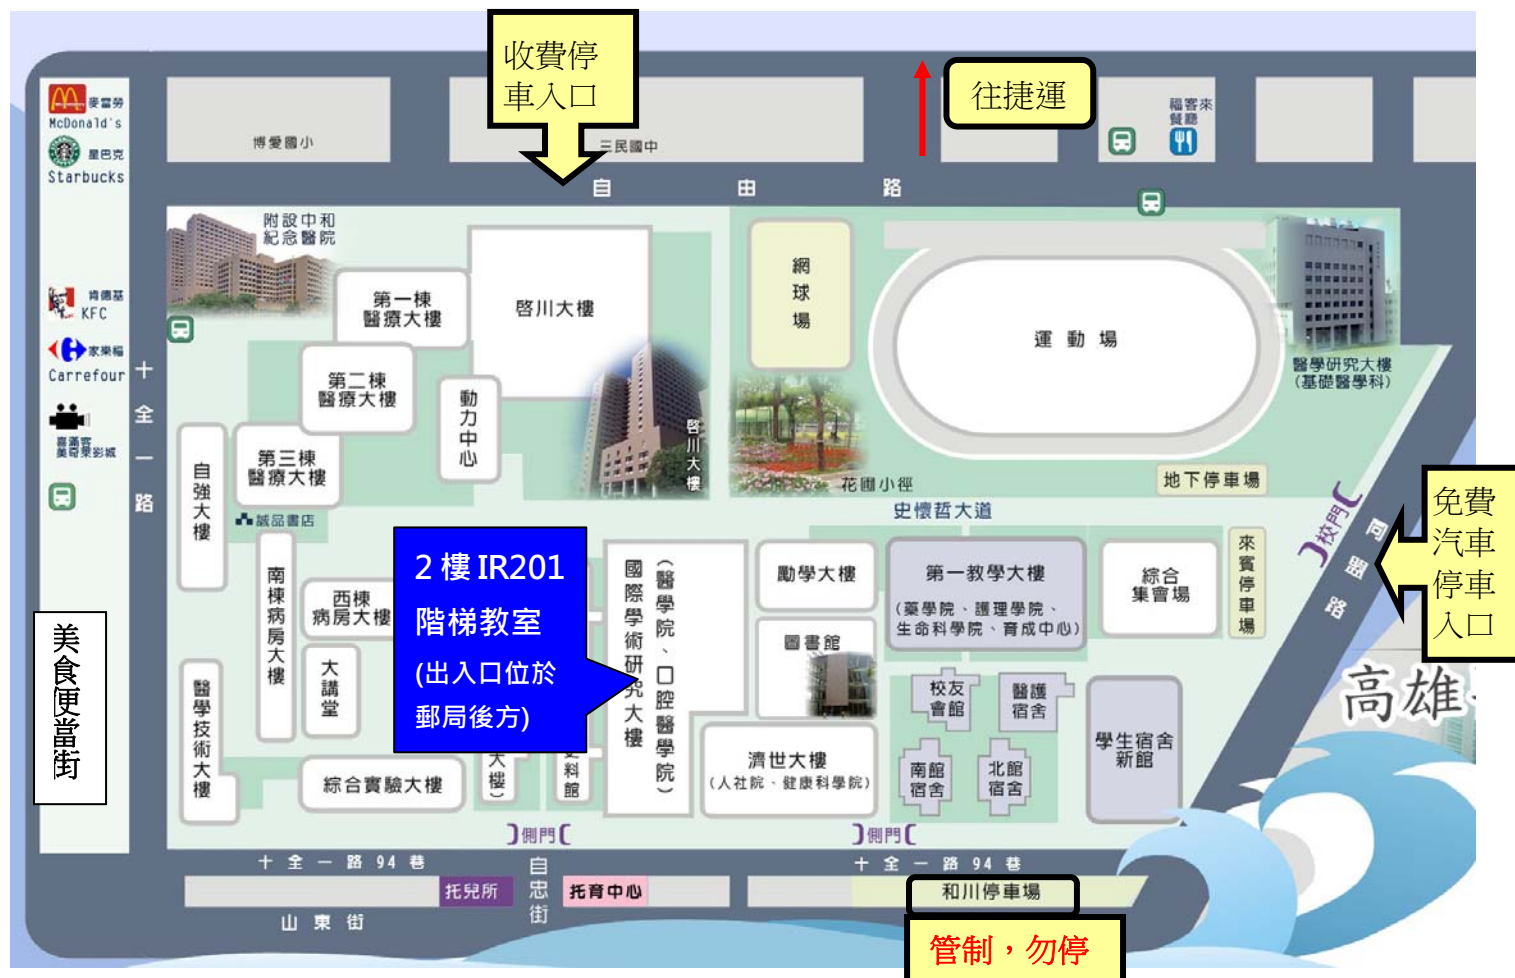 收費停
車入口
往捷運
麥當勞
McDonald's
星巴克
Starbucks
肯德基
KFC
家樂福
Carrefour
喜滿客
美奇萊影城
美食便當街
博愛國小
三民國中
福客來
餐廳
自由路
十全一路
附設中和
紀念醫院
第一棟
醫療大樓
啓川大樓
第二棟
醫療大樓
動力中心
第三棟
醫療大樓
自強大樓
誠品書店
啓川大樓
網球場
運動場
醫學研究大樓
(基礎醫學科)
花圃小徑
地下停車場
史懷哲大道
校門
同盟路
免費
汽車
停車
入口
2 樓 IR201
階梯教室
(出入口位於
郵局後方)
南棟病房大樓
西棟
病房大樓
大講堂
醫學技術大樓
綜合實驗大樓
大樓)
史料館
國際學術研究大樓
(醫學院、口腔醫學院)
勵學大樓
圖書館
濟世大樓
(人社院、健康科學院)
第一教學大樓
(藥學院、護理學院、
生命科學院、育成中心)
綜合
集會場
來賓停車場
校友
會館
醫護
宿舍
南館
宿舍
北館
宿舍
學生宿舍
新館
高雄
側門
側門
十全一路94巷
自忠街
十全一路94巷
托兒所
托育中心
和川停車場
山東街
管制，勿停